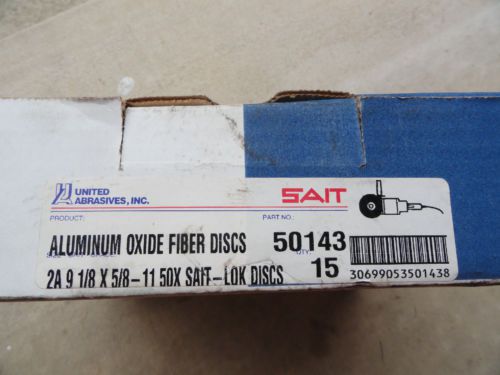 UNITED
ABRASIVES, INC.
SAIT
PRODUCT:
PART NO.:
ALUMINUM OXIDE FIBER DISCS
50143
QTY.
2A 9 1/8 X 5/8-11 50X SAIT-LOK DISCS
15
30699053501438